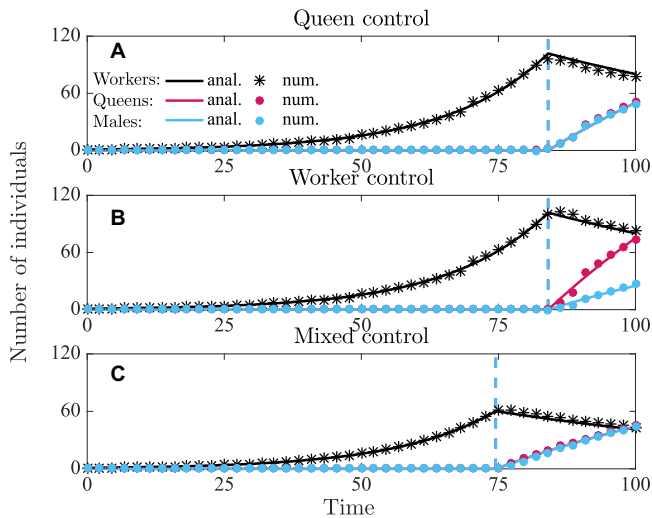 Queen control
120
A
Workers: anal. num.
60
Queens: anal. num.
Males: anal. num.
0
0 25 50 75 100
Worker control
120
B
60
0
0 25 50 75 100
Mixed control
120
C
60
0
0 25 50 75 100
Time
Number of individuals